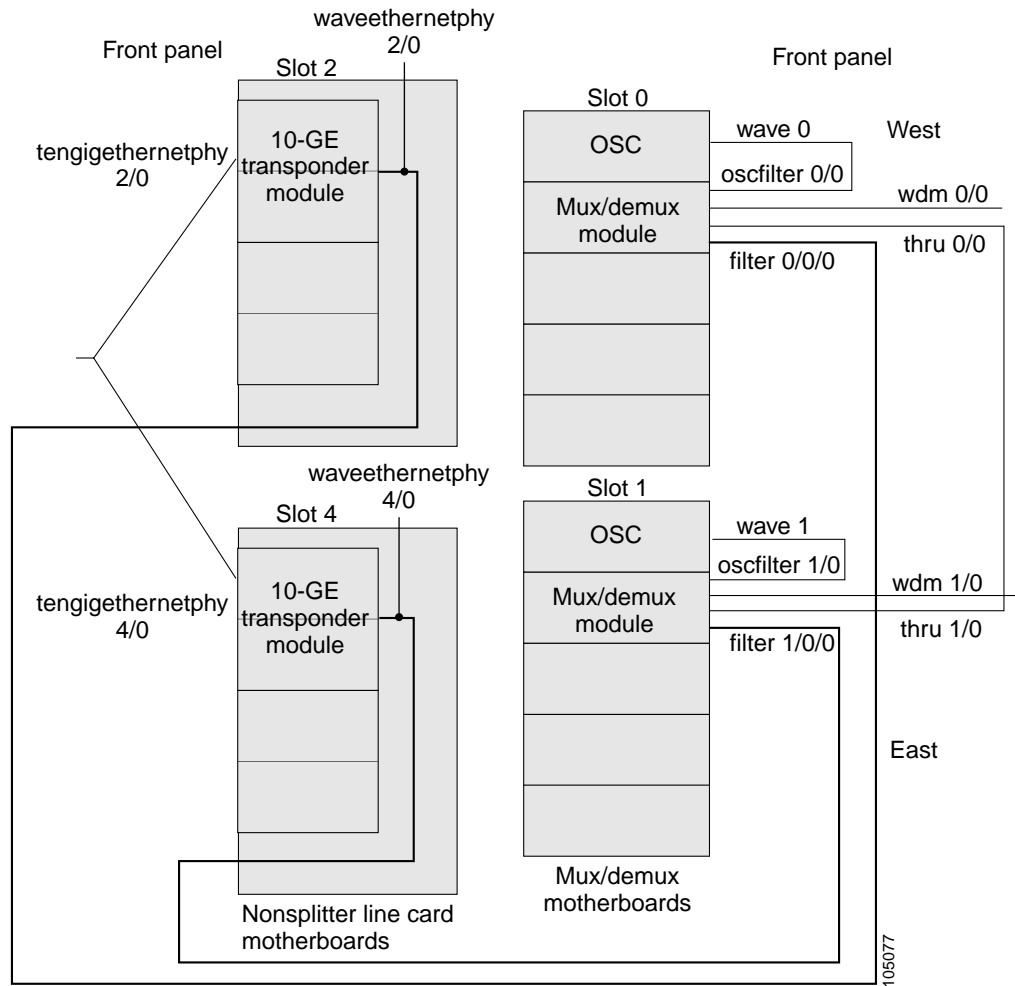 waveethernetphy
2/0
Front panel
Slot 2
tengigethernetphy
2/0
10-GE
transponder
module
Front panel
Slot 0
OSC
wave 0
West
oscfilter 0/0
wdm 0/0
Mux/demux
module
thru 0/0
filter 0/0/0
waveethernetphy
4/0
Slot 4
tengigethernetphy
4/0
10-GE
transponder
module
Slot 1
OSC
wave 1
oscfilter 1/0
wdm 1/0
Mux/demux
module
thru 1/0
filter 1/0/0
East
Nonsplitter line card
motherboards
Mux/demux
motherboards
105077